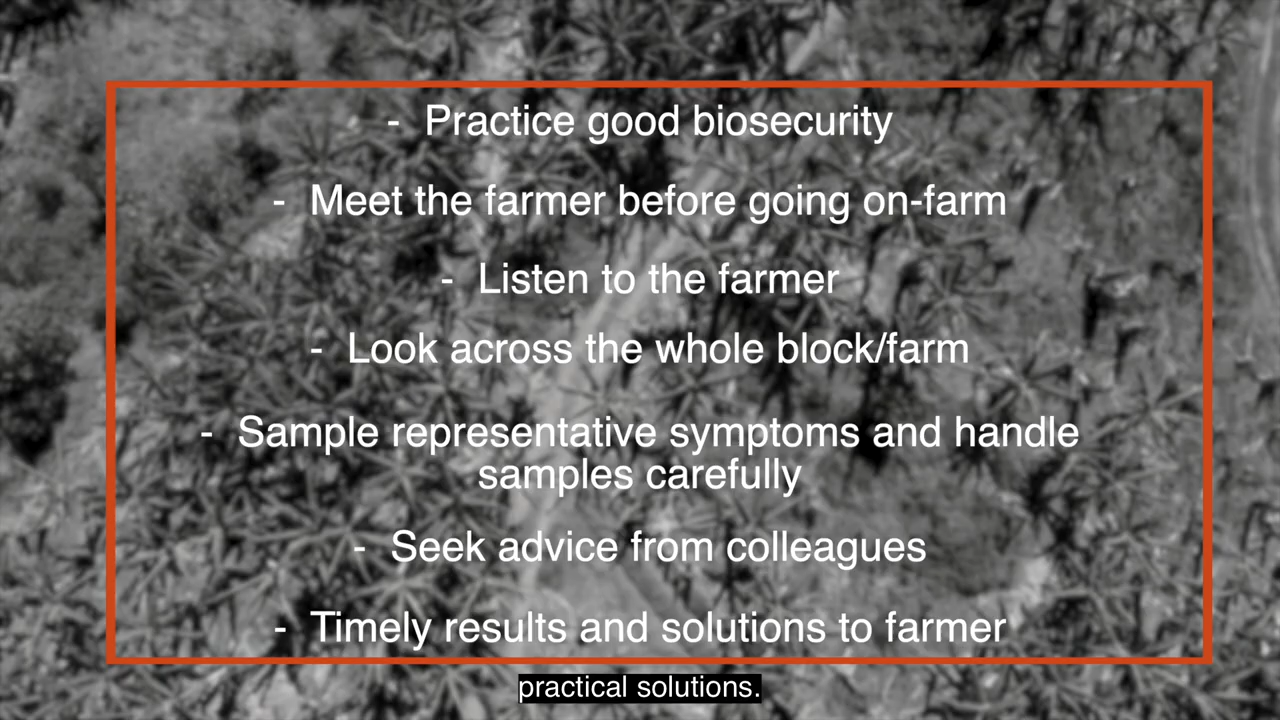 - Practice good biosecurity
- Meet the farmer before going on-farm
- Listen to the farmer
- Look across the whole block/farm
- Sample representative symptoms and handle
samples carefully
- Seek advice from colleagues
- Timely results and solutions to farmer
practical solutions.